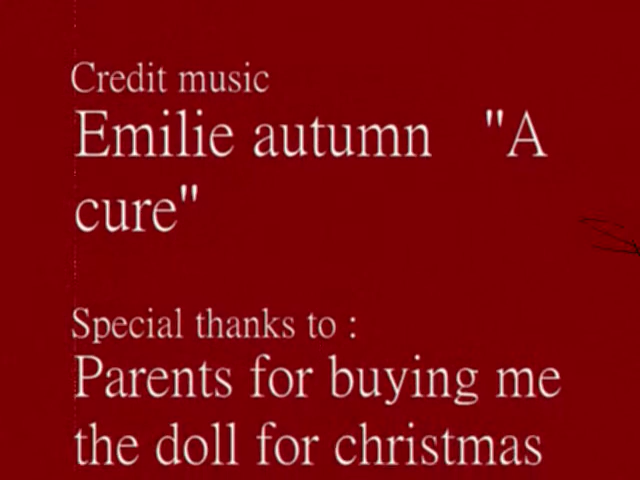 Credit music
Emilie autumn "A
cure"
Special thanks to :
Parents for buying me
the doll for christmas